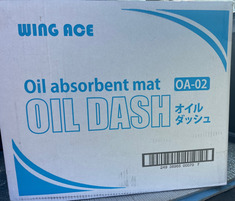 WING ACE
Oil absorbent mat OA-02
OIL DASH オイル
ダッシュ